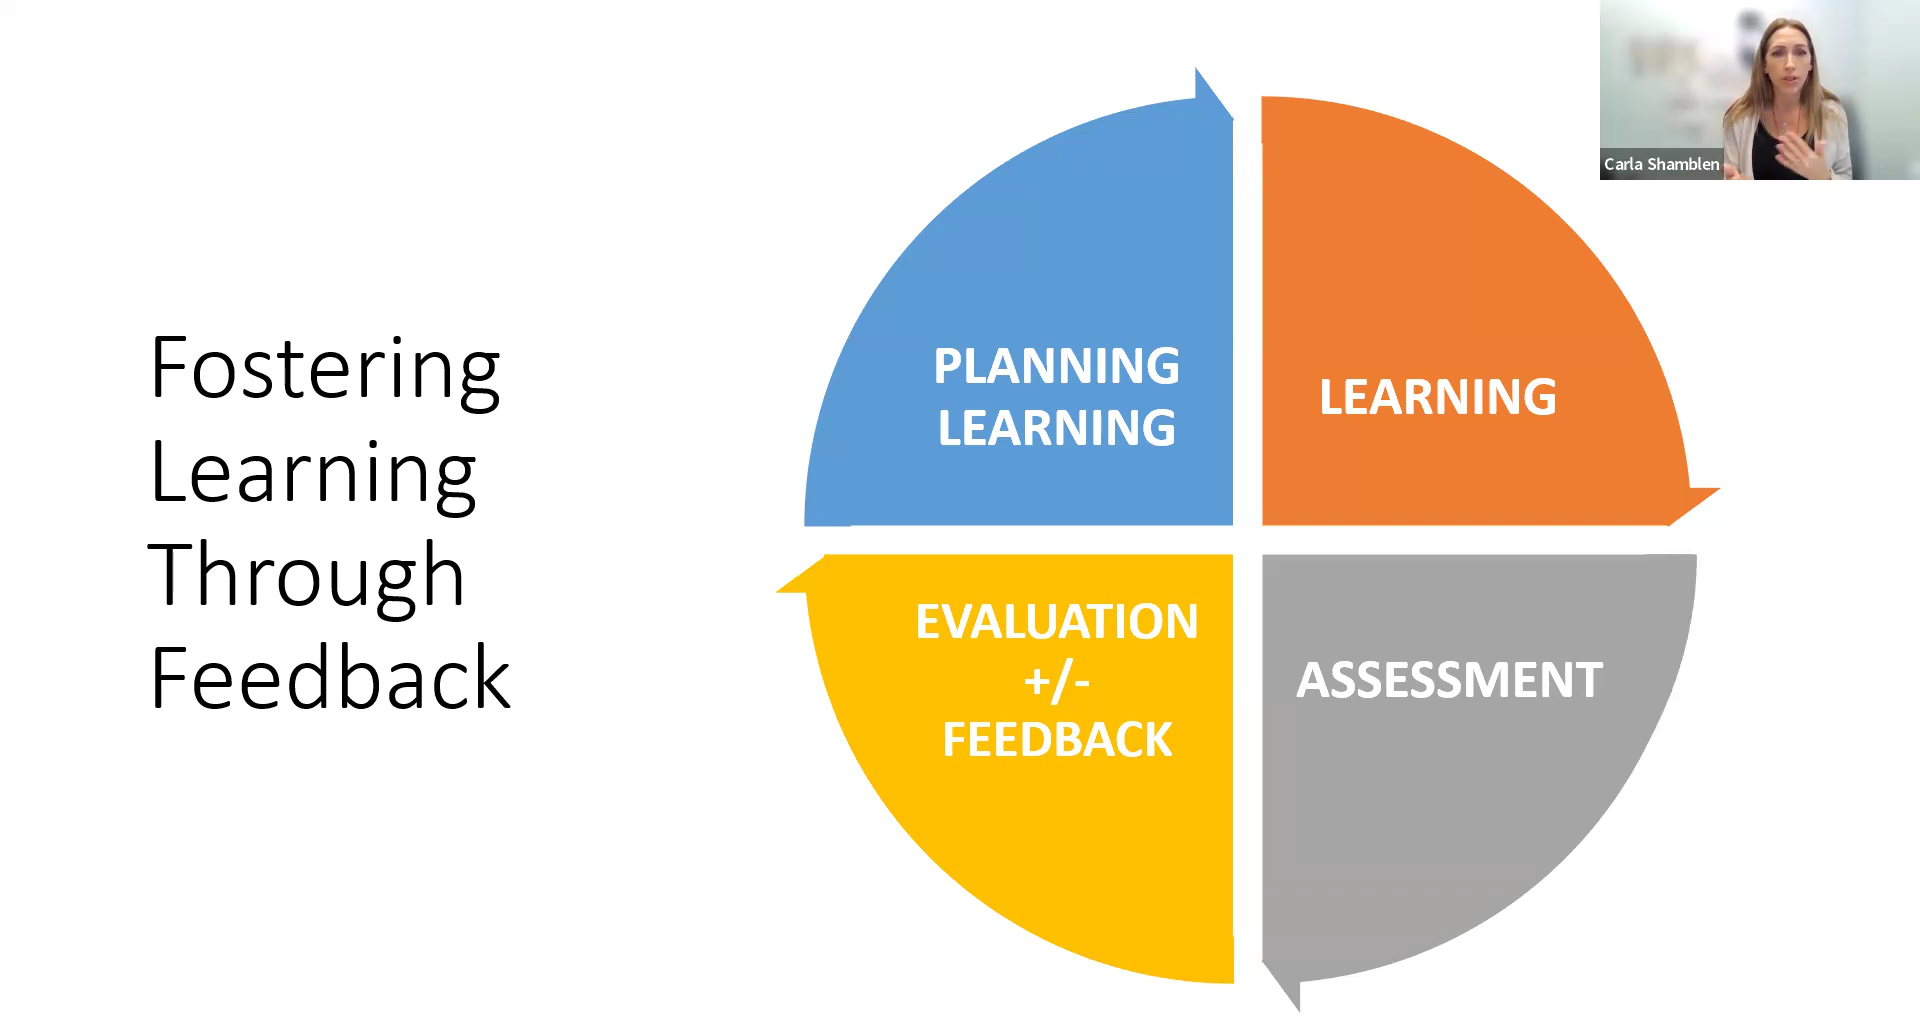 Fostering
Learning
Through
Feedback
PLANNING
LEARNING
LEARNING
EVALUATION
+/-
FEEDBACK
ASSESSMENT
Carla Shamblen